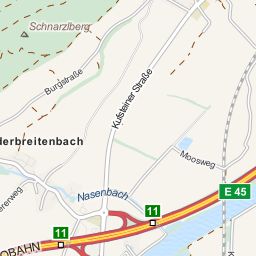 Schnarzlberg
Burgstraße
Kufsteiner Straße
derbreitenbach
Moosweg
Nasenbach
E 45
11
11
OBAHN